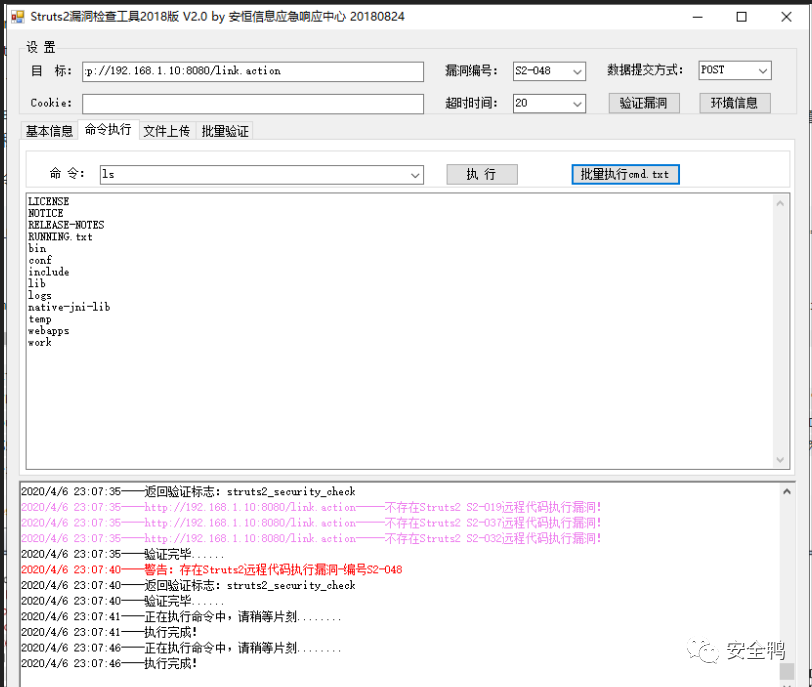 Struts2漏洞检查工具2018版 V2.0 by 安恒信息应急响应中心 20180824
设 置
目 标: :p://192.168.1.10:8080/link.action 漏洞编号: S2-048 数据提交方式: POST
Cookie: 超时时间: 20 验证漏洞 环境信息
基本信息 命令执行 文件上传 批量验证
命 令: ls 执 行 批量执行cmd.txt
LICENSE
NOTICE
RELEASE-NOTES
RUNNING.txt
bin
conf
include
lib
logs
native-jni-lib
temp
webapps
work
2020/4/6 23:07:35——返回验证标志: struts2_security_check
2020/4/6 23:07:35——http://192.168.1.10:8080/link.action——不存在Struts2 S2-019远程代码执行漏洞!
2020/4/6 23:07:35——http://192.168.1.10:8080/link.action——不存在Struts2 S2-037远程代码执行漏洞!
2020/4/6 23:07:35——http://192.168.1.10:8080/link.action——不存在Struts2 S2-032远程代码执行漏洞!
2020/4/6 23:07:35——验证完毕......
2020/4/6 23:07:40——警告: 存在Struts2远程代码执行漏洞-编号S2-048
2020/4/6 23:07:40——返回验证标志: struts2_security_check
2020/4/6 23:07:40——验证完毕......
2020/4/6 23:07:41——正在执行命令中, 请稍等片刻........
2020/4/6 23:07:41——执行完成!
2020/4/6 23:07:46——正在执行命令中, 请稍等片刻........
2020/4/6 23:07:46——执行完成!
安全鸭